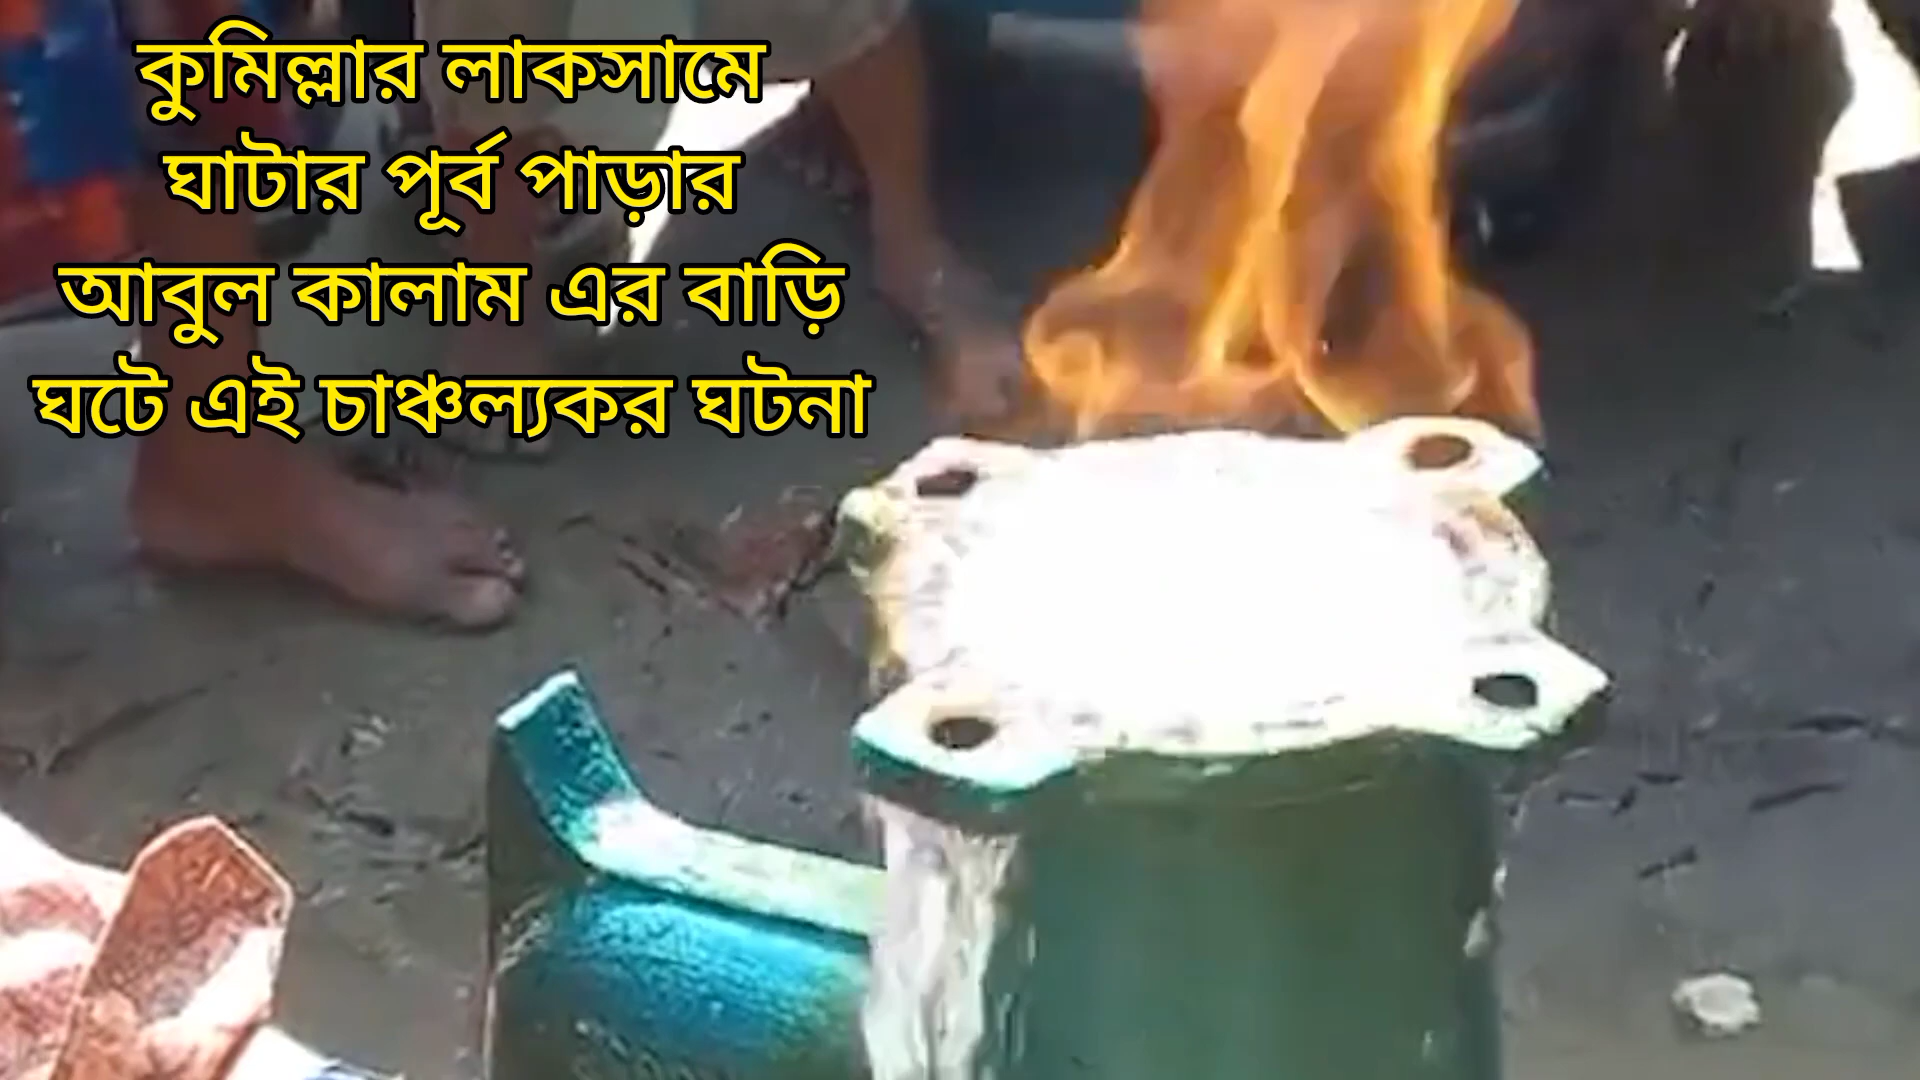 কুমিল্লার লাকসামে
ঘাটার পূর্ব পাড়ার
আবুল কালাম এর বাড়ি
ঘটে এই চাঞ্চল্যকর ঘটনা